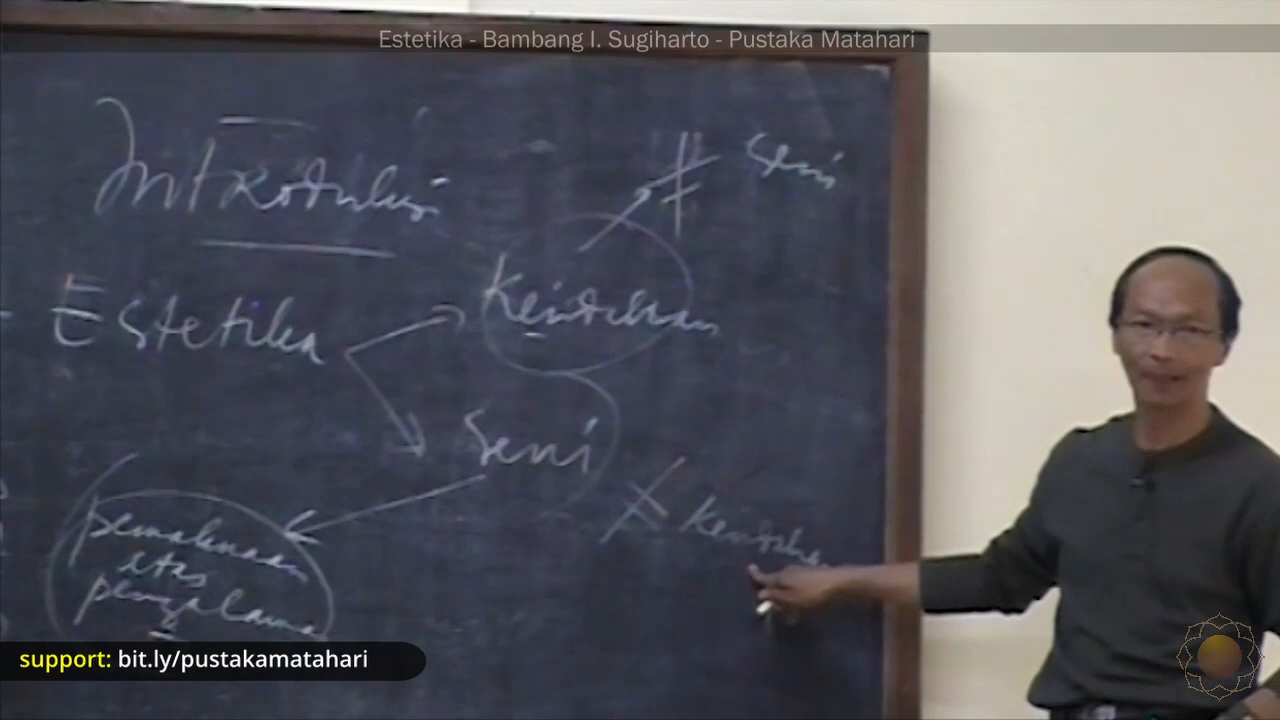 Estetika - Bambang I. Sugiharto - Pustaka Matahari
Introduksi
≠ Seni
Estetika
Keindahan
Seni
≠ Keindahan
pemaknaan
atas
pengalaman
support: bit.ly/pustakamatahari